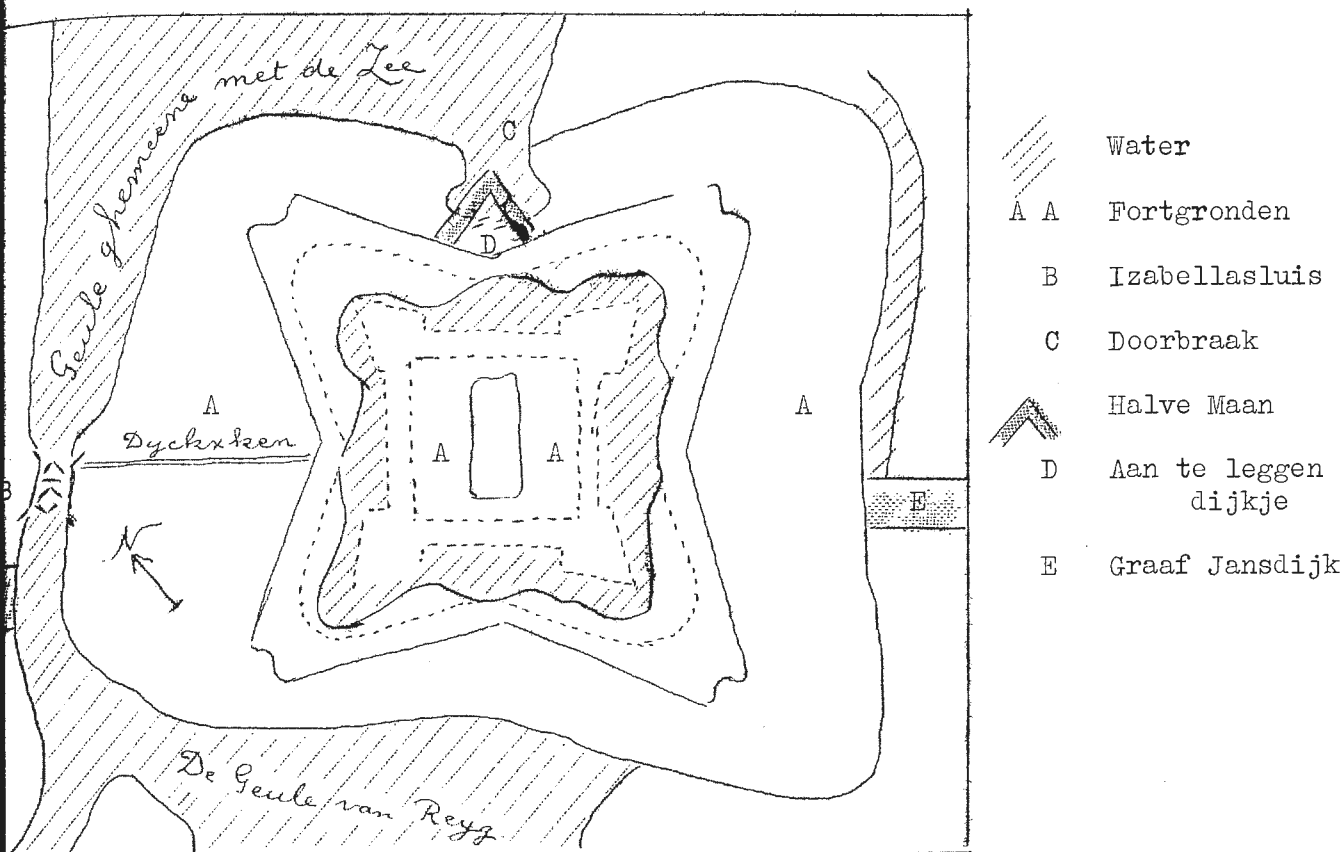 Geule ghemeene met de Zee
C
D
A
Dyckxken
A
A
A
B
E
N
De Geule van Reyg
Water
A A Fortgronden
B Izabellasluis
C Doorbraak
Halve Maan
D Aan te leggen
dijkje
E Graaf Jansdijk